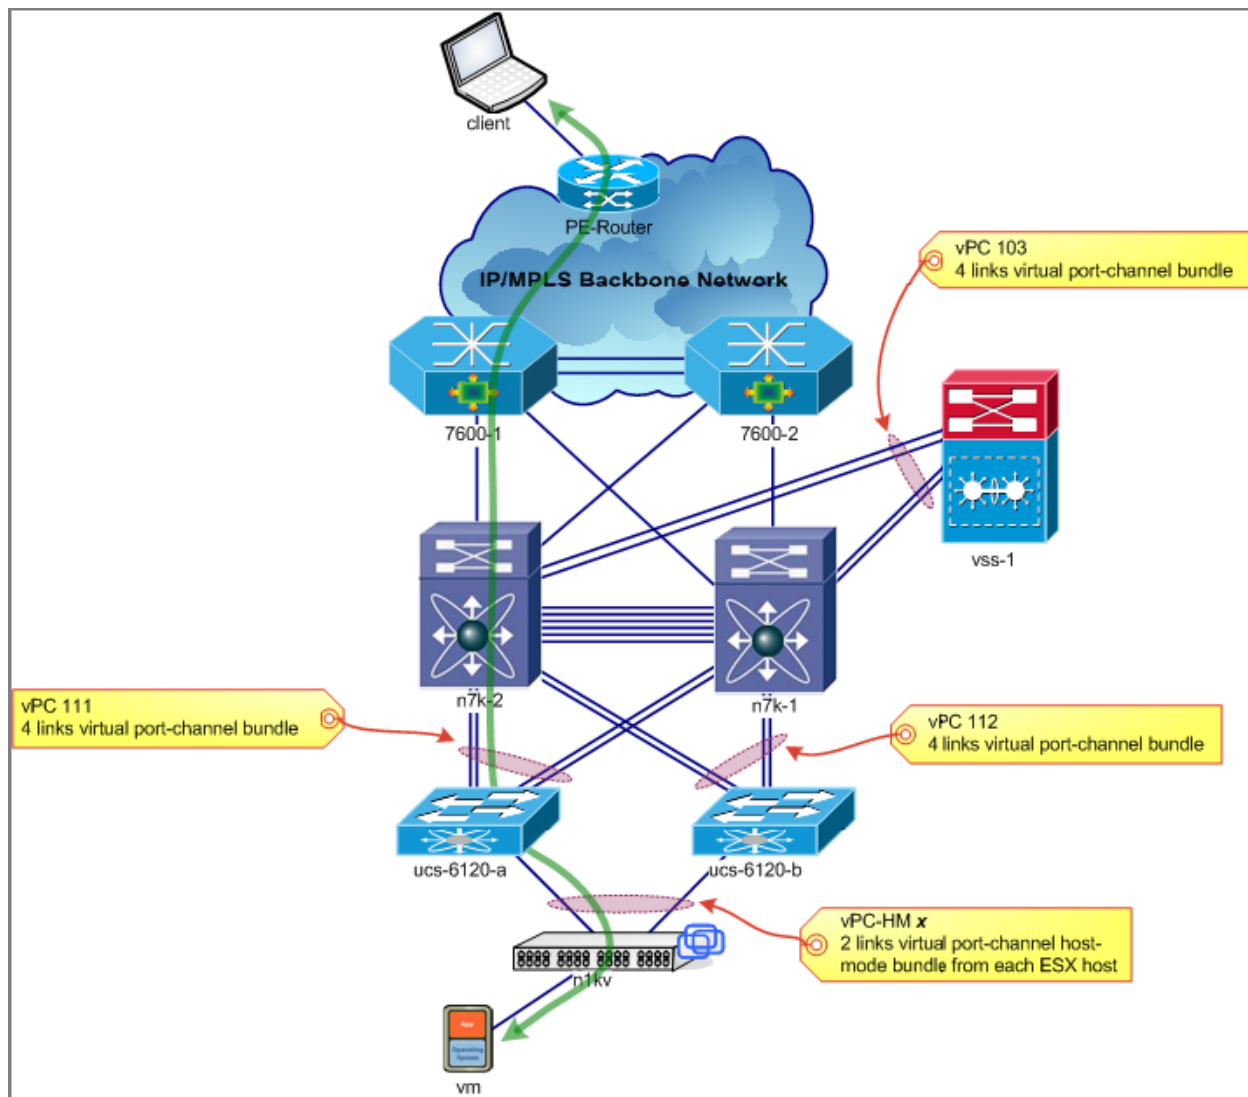 client
PE-Router
IP/MPLS Backbone Network
vPC 103
4 links virtual port-channel bundle
7600-1
7600-2
vss-1
n7k-2
n7k-1
vPC 111
4 links virtual port-channel bundle
vPC 112
4 links virtual port-channel bundle
ucs-6120-a
ucs-6120-b
vPC-HM x
2 links virtual port-channel host-
mode bundle from each ESX host
n1kv
App
Operating
System
vm